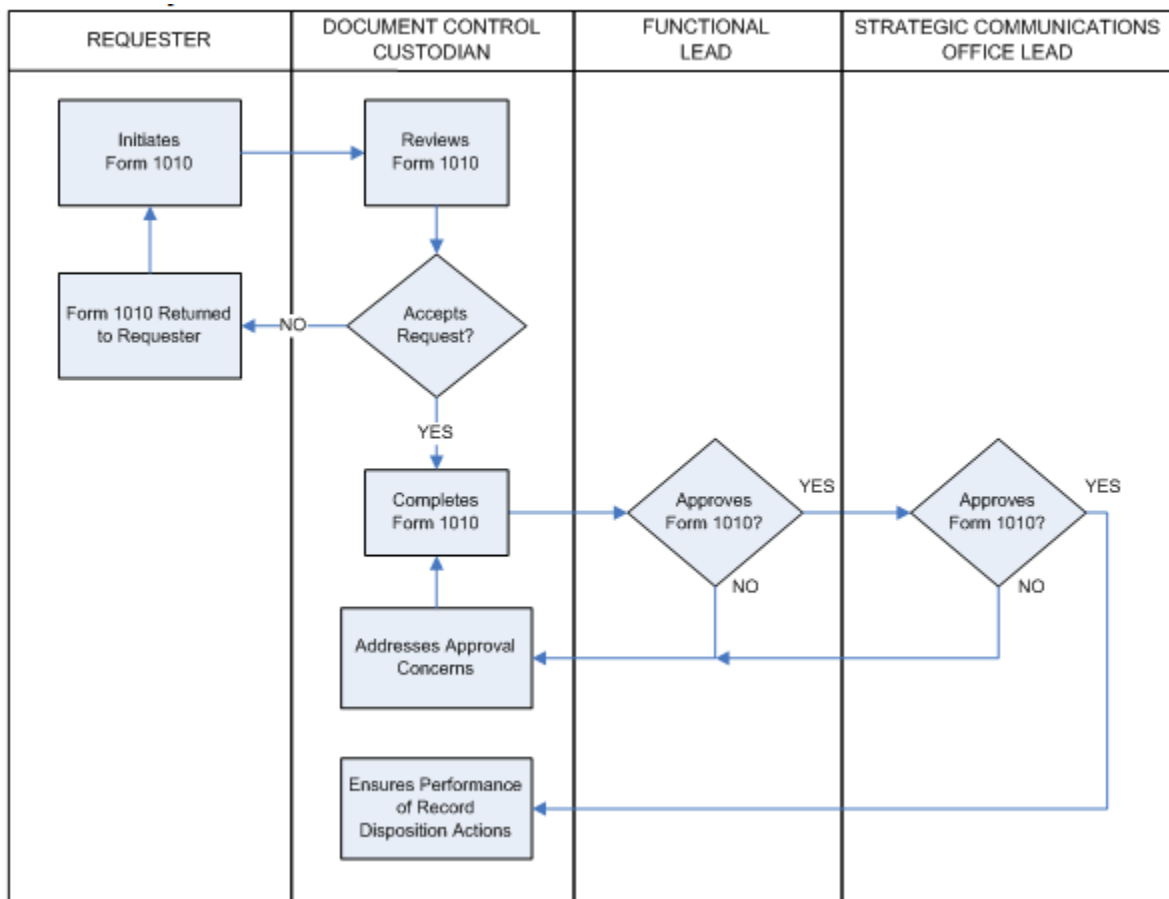 REQUESTER
DOCUMENT CONTROL
CUSTODIAN
FUNCTIONAL
LEAD
STRATEGIC COMMUNICATIONS
OFFICE LEAD
Initiates
Form 1010
Reviews
Form 1010
Form 1010 Returned
to Requester
NO
Accepts
Request?
YES
Completes
Form 1010
Approves
Form 1010?
YES
NO
Approves
Form 1010?
YES
NO
Addresses Approval
Concerns
Ensures Performance
of Record
Disposition Actions